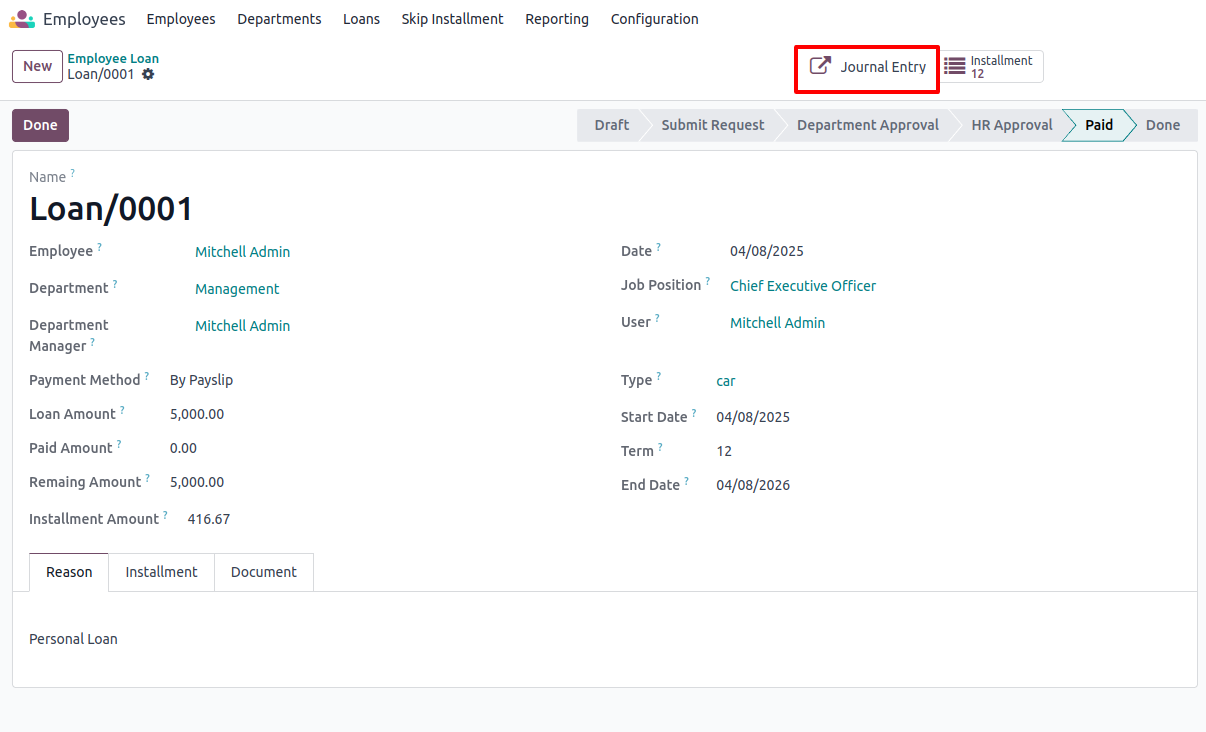 Employees Employees Departments Loans Skip Installment Reporting Configuration
New
Employee Loan
Loan/0001
Journal Entry
Installment
12
Done
Draft Submit Request Department Approval HR Approval Paid Done
Name ?
Loan/0001
Employee ? Mitchell Admin
Date ? 04/08/2025
Department ? Management
Job Position ? Chief Executive Officer
Department Manager ? Mitchell Admin
User ? Mitchell Admin
Payment Method ? By Payslip
Type ? car
Loan Amount ? 5,000.00
Start Date ? 04/08/2025
Paid Amount ? 0.00
Term ? 12
Remaing Amount ? 5,000.00
End Date ? 04/08/2026
Installment Amount ? 416.67
Reason Installment Document
Personal Loan